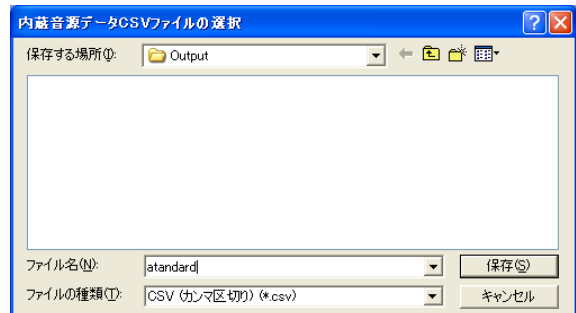 内蔵音源データCSVファイルの選択
保存する場所(I): Output
ファイル名(N): atandard 保存(S)
ファイルの種類(T): CSV (カンマ区切り) (*.csv) キャンセル